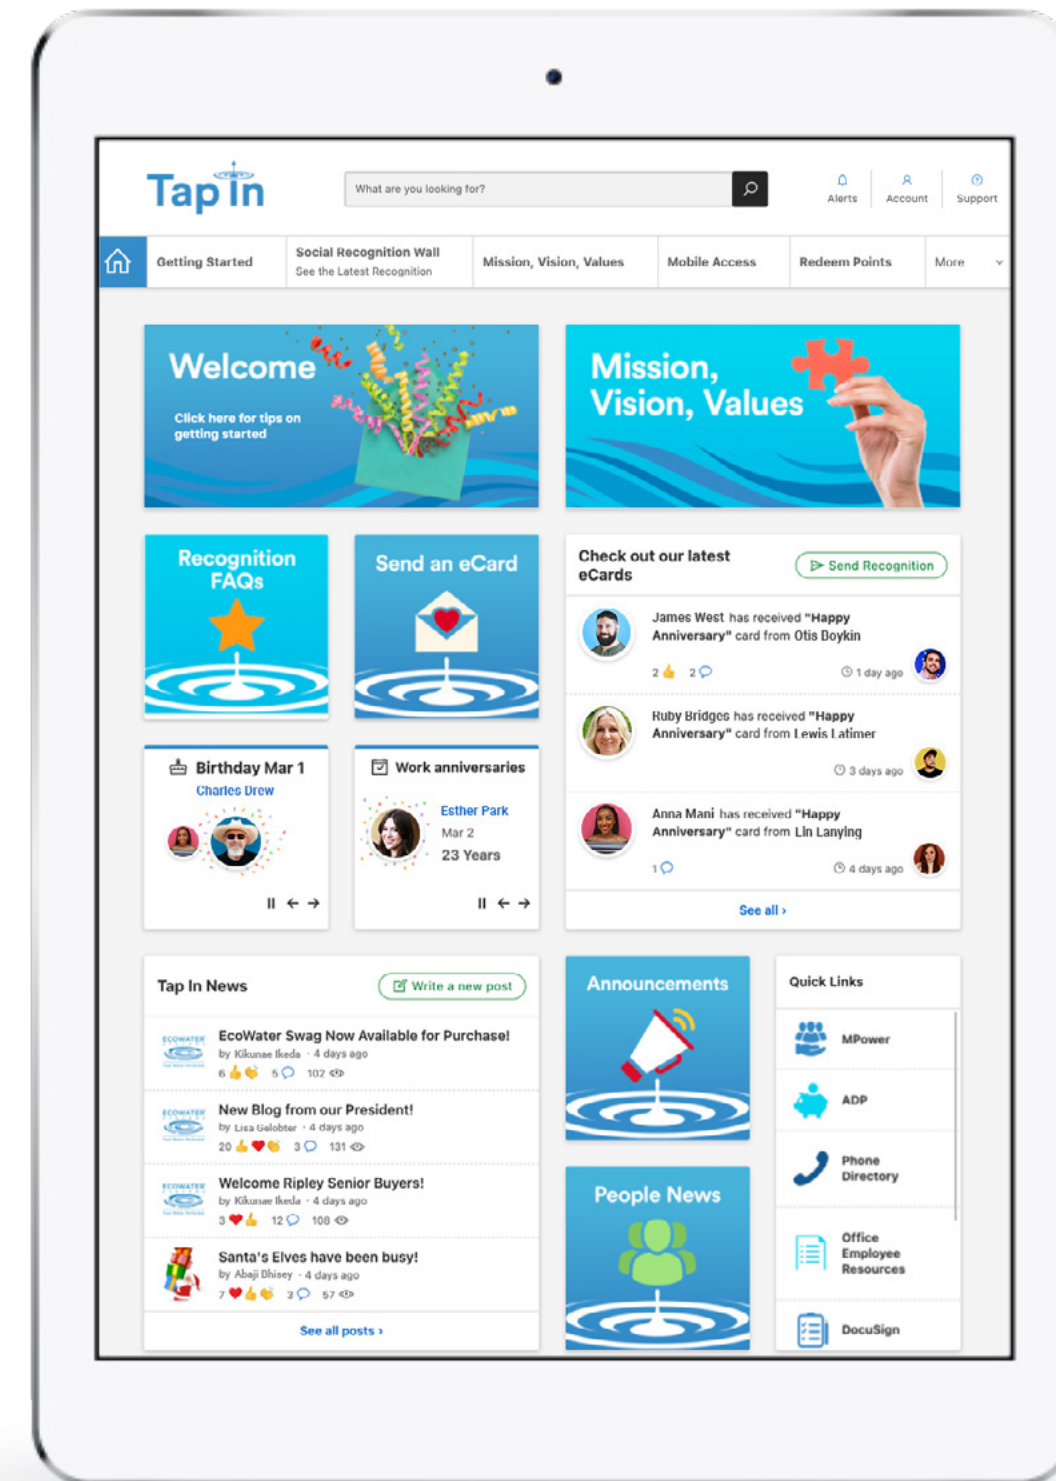 Tap In
What are you looking for?
Alerts
Account
Support
Getting Started
Social Recognition Wall
See the Latest Recognition
Mission, Vision, Values
Mobile Access
Redeem Points
More
Welcome
Click here for tips on
getting started
Mission,
Vision, Values
Recognition
FAQs
Send an eCard
Check out our latest
eCards
Send Recognition
James West has received "Happy
Anniversary" card from Otis Boykin
2 2
1 day ago
Ruby Bridges has received "Happy
Anniversary" card from Lewis Latimer
3 days ago
Anna Mani has received "Happy
Anniversary" card from Lin Lanying
1
4 days ago
See all ›
Birthday Mar 1
Charles Drew
Work anniversaries
Esther Park
Mar 2
23 Years
Tap In News
Write a new post
ECOWATER
EcoWater Swag Now Available for Purchase!
by Kikunae Ikeda · 4 days ago
6 5 102
ECOWATER
New Blog from our President!
by Lisa Gelobter · 4 days ago
20 3 131
ECOWATER
Welcome Ripley Senior Buyers!
by Kikunae Ikeda · 4 days ago
3 12 108
Santa's Elves have been busy!
by Abaji Dhisey · 4 days ago
7 3 57
See all posts ›
Announcements
People News
Quick Links
MPower
ADP
Phone
Directory
Office
Employee
Resources
DocuSign